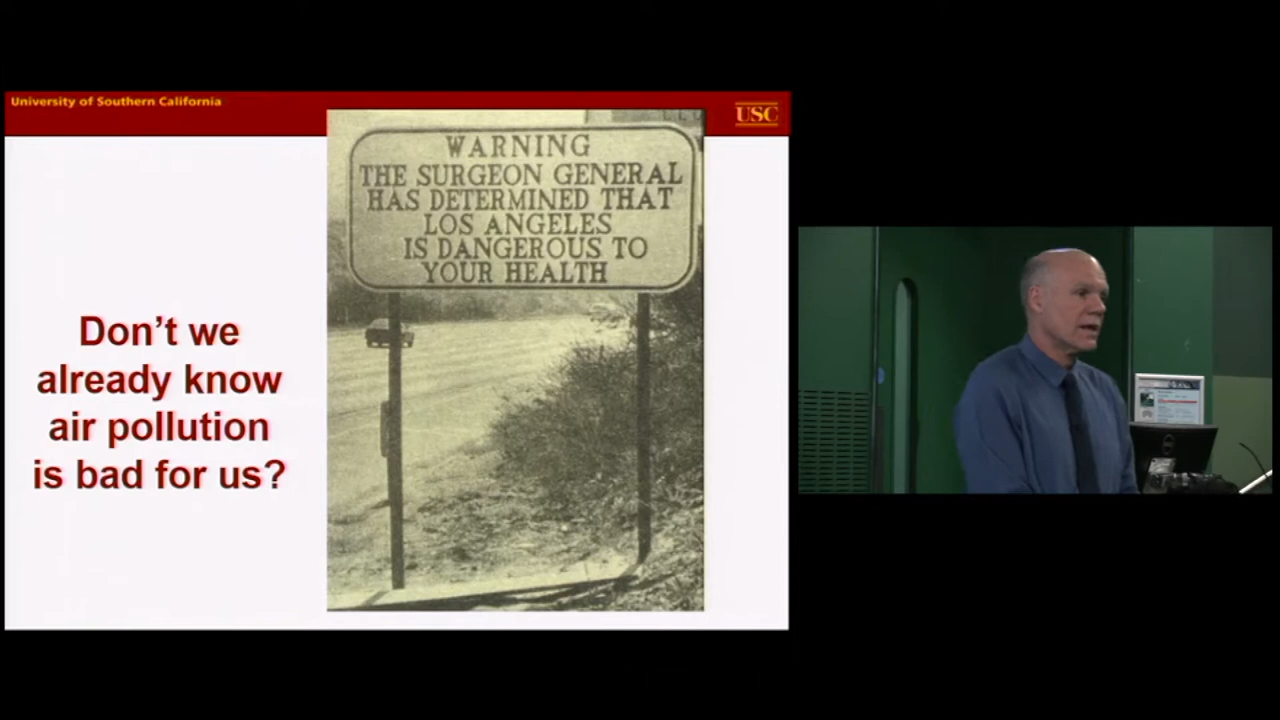 University of Southern California
USC
WARNING
THE SURGEON GENERAL
HAS DETERMINED THAT
LOS ANGELES
IS DANGEROUS TO
YOUR HEALTH
Don't we
already know
air pollution
is bad for us?